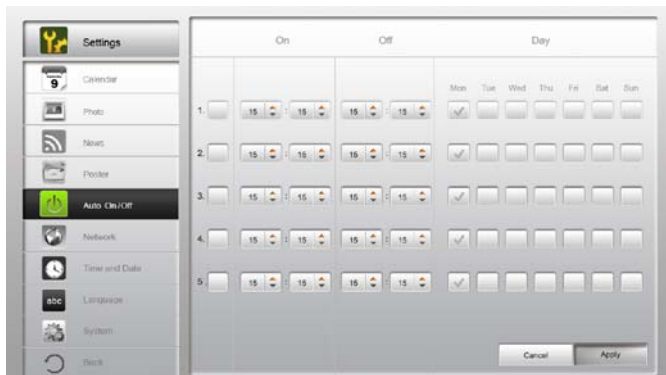 Settings
On Off Day
9 Calendar
Mon Tue Wed Thu Fri Sat Sun
Photo
1. 15 : 15 15 : 15
News
2. 15 : 15 15 : 15
Poster
3. 15 : 15 15 : 15
Auto On/Off
4. 15 : 15 15 : 15
Network
Time and Date
5 15 : 15 15 : 15
abc Language
System
Back
Cancel Apply